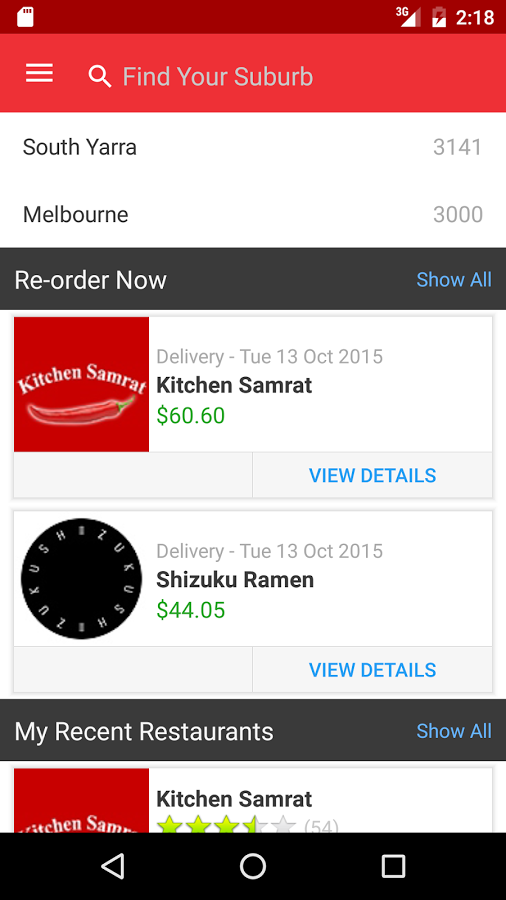 3G 2:18
Find Your Suburb
South Yarra 3141
Melbourne 3000
Re-order Now Show All
Kitchen Samrat
Delivery - Tue 13 Oct 2015
Kitchen Samrat
$60.60
VIEW DETAILS
SHIZUKU SHIZUKU
Delivery - Tue 13 Oct 2015
Shizuku Ramen
$44.05
VIEW DETAILS
My Recent Restaurants Show All
Kitchen Samrat
Kitchen Samrat
(54)